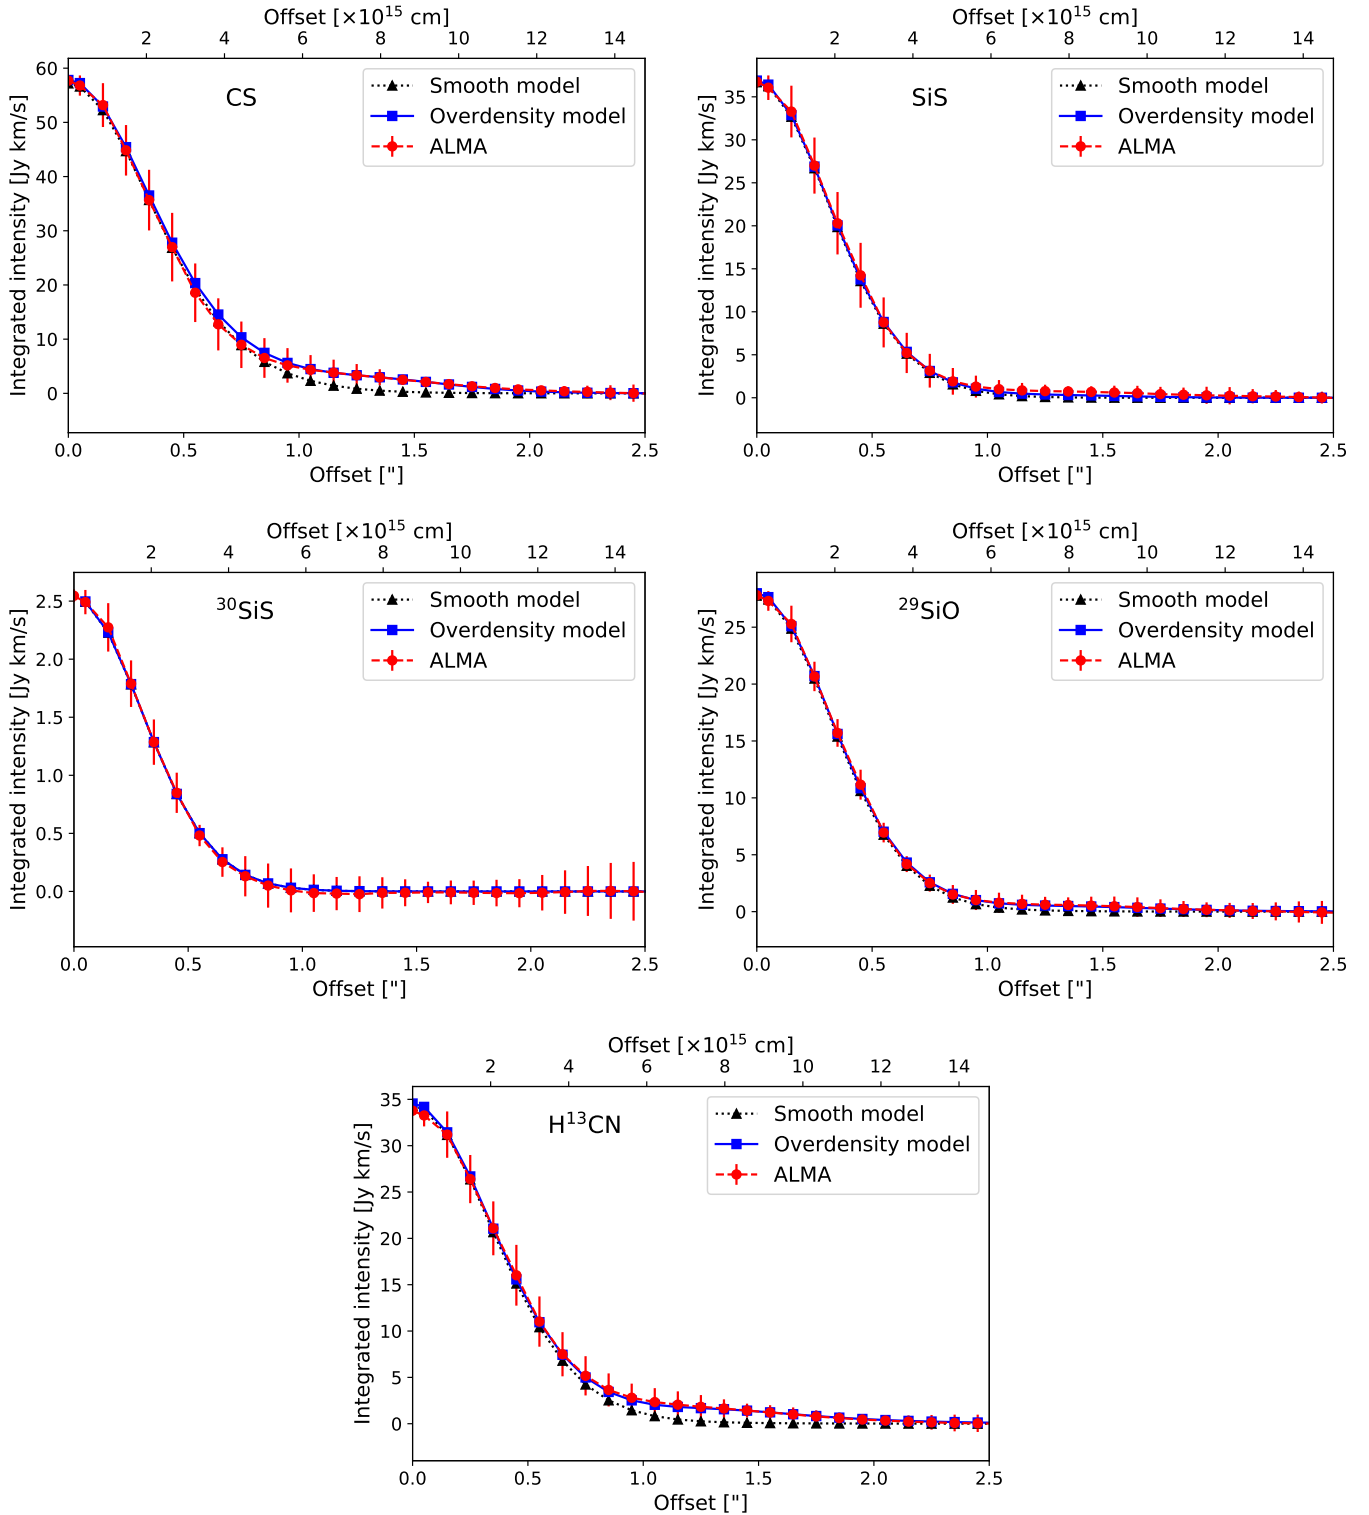 Offset [×10¹⁵ cm]
2 4 6 8 10 12 14
60
50
40
30
20
10
0
Integrated intensity [Jy km/s]
CS
Smooth model
Overdensity model
ALMA
0.0 0.5 1.0 1.5 2.0 2.5
Offset ["]
Offset [×10¹⁵ cm]
2 4 6 8 10 12 14
35
30
25
20
15
10
5
0
Integrated intensity [Jy km/s]
SiS
Smooth model
Overdensity model
ALMA
0.0 0.5 1.0 1.5 2.0 2.5
Offset ["]
Offset [×10¹⁵ cm]
2 4 6 8 10 12 14
2.5
2.0
1.5
1.0
0.5
0.0
Integrated intensity [Jy km/s]
³⁰SiS
Smooth model
Overdensity model
ALMA
0.0 0.5 1.0 1.5 2.0 2.5
Offset ["]
Offset [×10¹⁵ cm]
2 4 6 8 10 12 14
25
20
15
10
5
0
Integrated intensity [Jy km/s]
²⁹SiO
Smooth model
Overdensity model
ALMA
0.0 0.5 1.0 1.5 2.0 2.5
Offset ["]
Offset [×10¹⁵ cm]
2 4 6 8 10 12 14
35
30
25
20
15
10
5
0
Integrated intensity [Jy km/s]
H¹³CN
Smooth model
Overdensity model
ALMA
0.0 0.5 1.0 1.5 2.0 2.5
Offset ["]